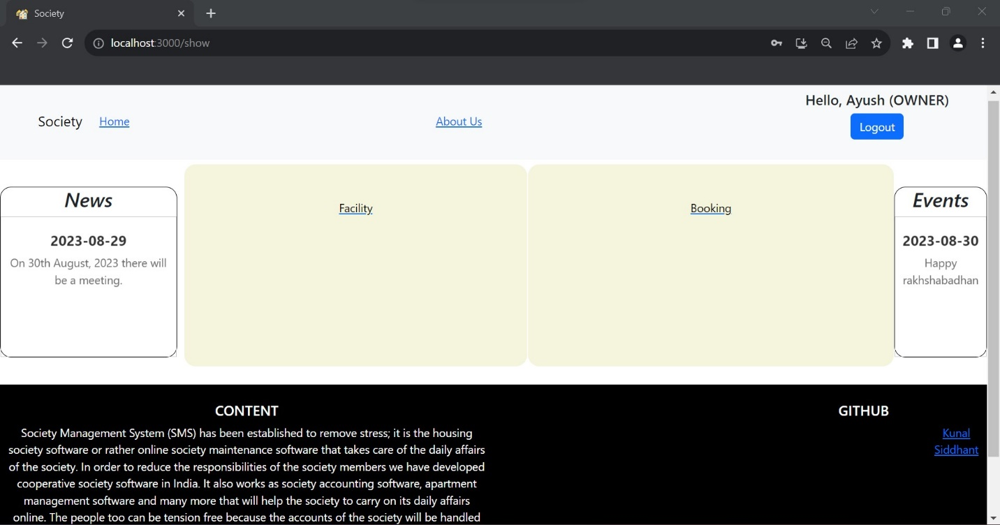 Society
localhost:3000/show
Hello, Ayush (OWNER)
Society Home About Us
Logout
News
2023-08-29
On 30th August, 2023 there will
be a meeting.
Facility
Booking
Events
2023-08-30
Happy
rakhshabadhan
CONTENT
Society Management System (SMS) has been established to remove stress; it is the housing
society software or rather online society maintenance software that takes care of the daily affairs
of the society. In order to reduce the responsibilities of the society members we have developed
cooperative society software in India. It also works as society accounting software, apartment
management software and many more that will help the society to carry on its daily affairs
online. The people too can be tension free because the accounts of the society will be handled
GITHUB
Kunal
Siddhant